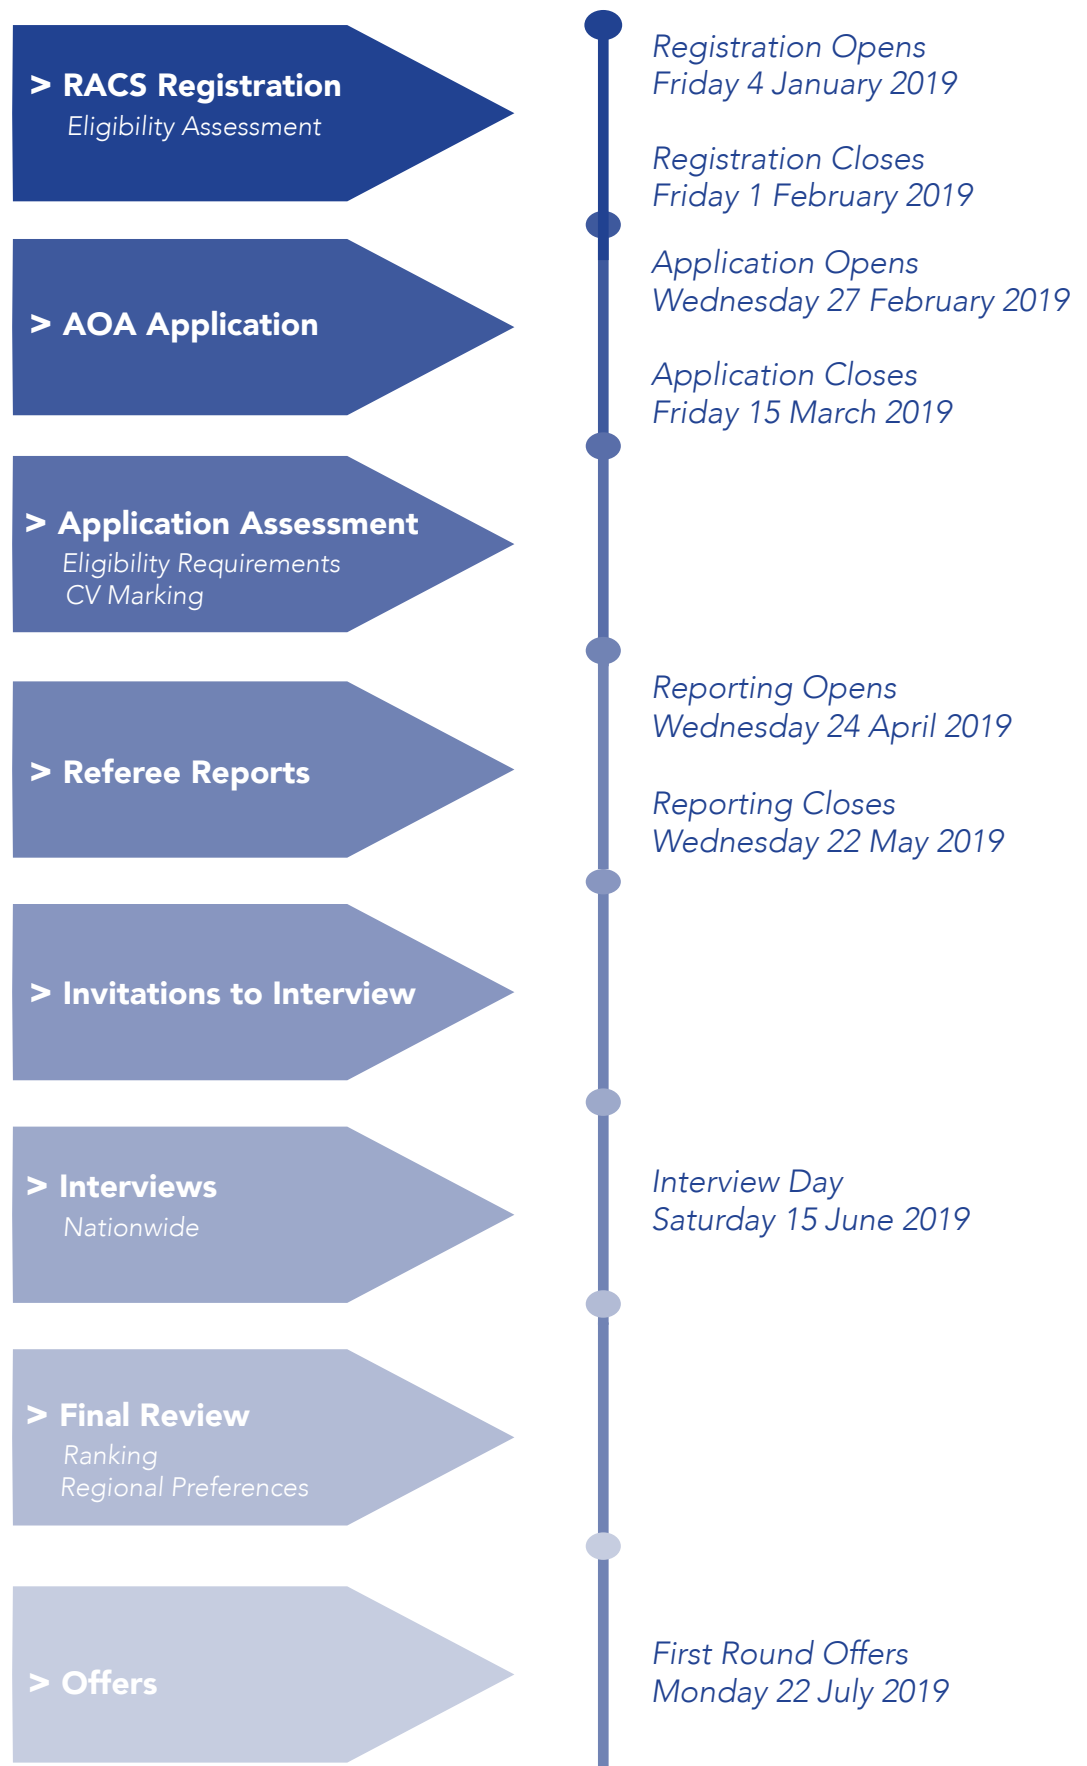 > RACS Registration
Eligibility Assessment
Registration Opens
Friday 4 January 2019
Registration Closes
Friday 1 February 2019
> AOA Application
Application Opens
Wednesday 27 February 2019
Application Closes
Friday 15 March 2019
> Application Assessment
Eligibility Requirements
CV Marking
> Referee Reports
Reporting Opens
Wednesday 24 April 2019
Reporting Closes
Wednesday 22 May 2019
> Invitations to Interview
> Interviews
Nationwide
Interview Day
Saturday 15 June 2019
> Final Review
Ranking
Regional Preferences
> Offers
First Round Offers
Monday 22 July 2019